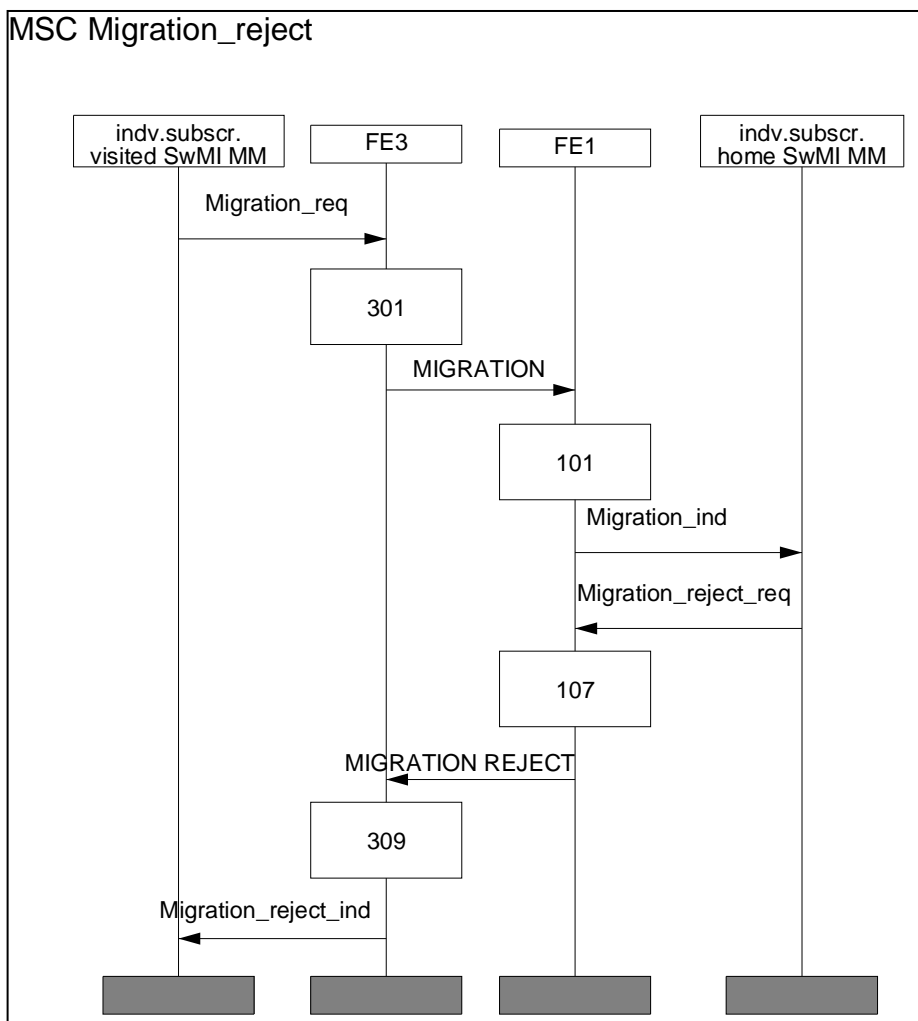 MSC Migration_reject
indv.subscr.
visited SwMI MM
FE3
FE1
indv.subscr.
home SwMI MM
Migration_req
301
MIGRATION
101
Migration_ind
Migration_reject_req
107
MIGRATION REJECT
309
Migration_reject_ind